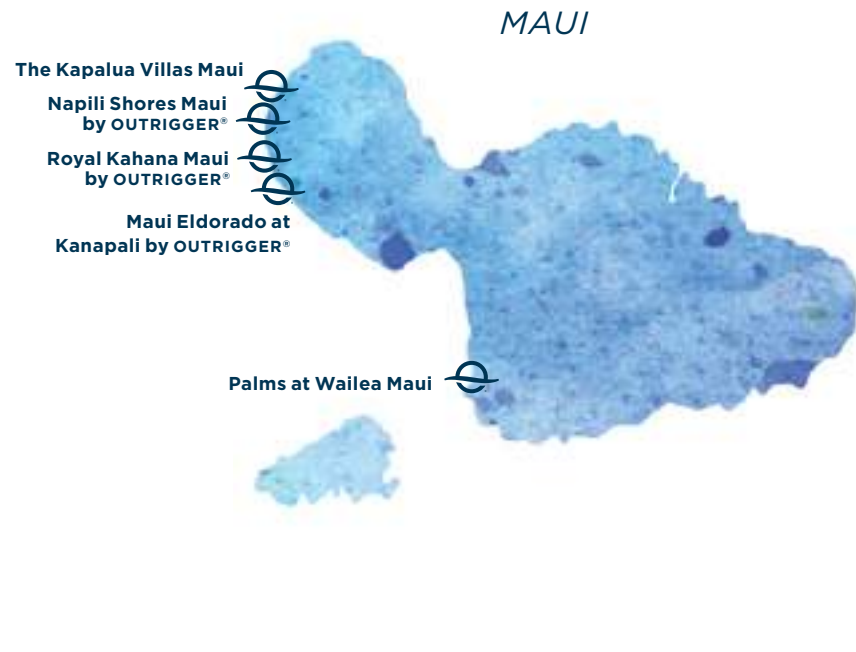 MAUI
The Kapalua Villas Maui
Napili Shores Maui
by OUTRIGGER®
Royal Kahana Maui
by OUTRIGGER®
Maui Eldorado at
Kanapali by OUTRIGGER®
Palms at Wailea Maui